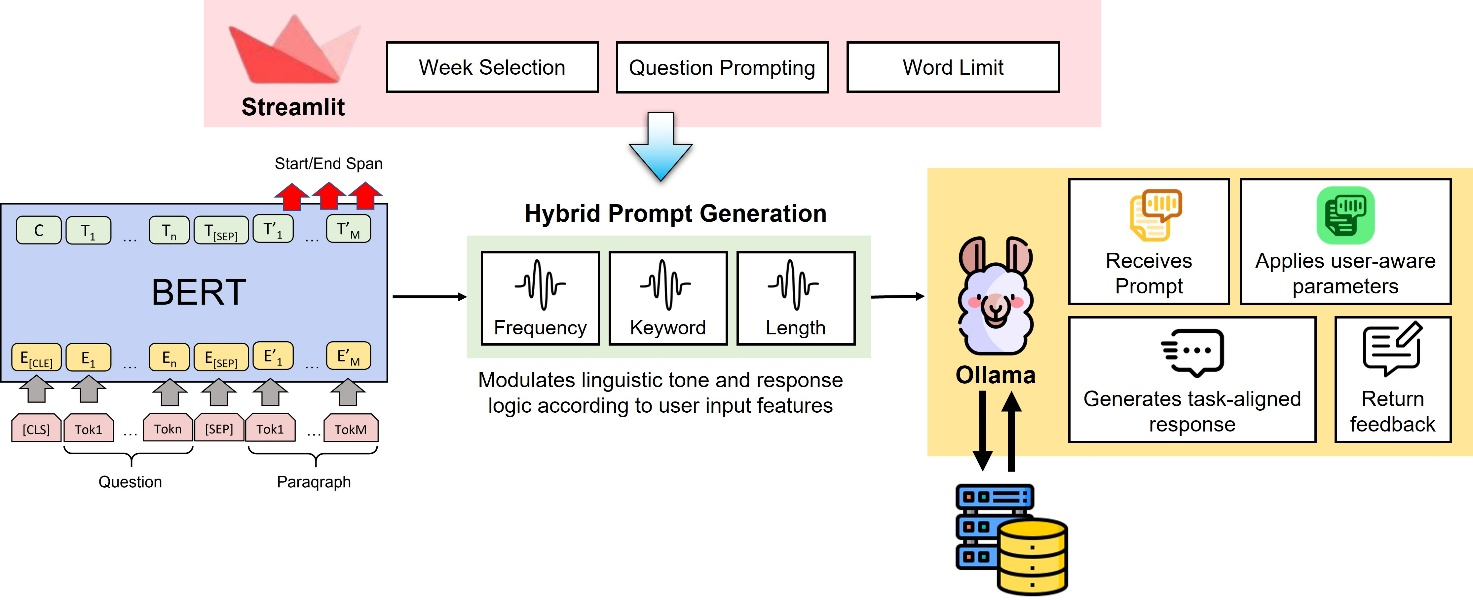 Streamlit
Week Selection
Question Prompting
Word Limit
Start/End Span
C T1 ... Tn T[SEP] T'1 ... T'M
BERT
E[CLE] E1 ... En E[SEP] E'1 ... E'M
[CLS] Tok1 ... Tokn [SEP] Tok1 ... TokM
Question
Paraqraph
Hybrid Prompt Generation
Frequency
Keyword
Length
Modulates linguistic tone and response
logic according to user input features
Ollama
Receives
Prompt
Applies user-aware
parameters
Generates task-aligned
response
Return
feedback